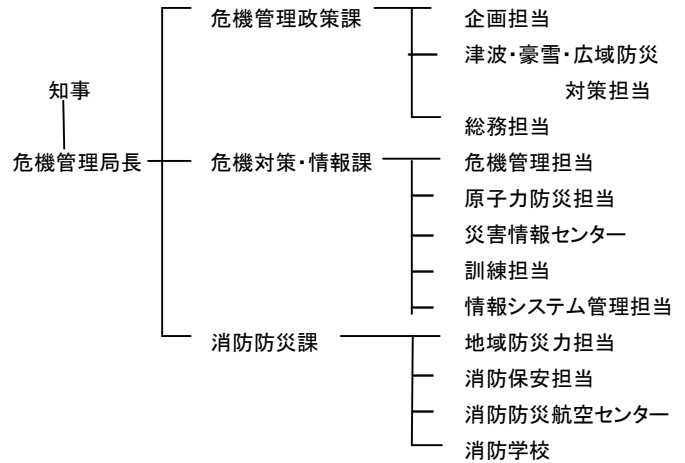 危機管理政策課 企画担当
津波・豪雪・広域防災
知事 対策担当
総務担当
危機管理局長 危機対策・情報課 危機管理担当
原子力防災担当
災害情報センター
訓練担当
情報システム管理担当
消防防災課 地域防災力担当
消防保安担当
消防防災航空センター
消防学校